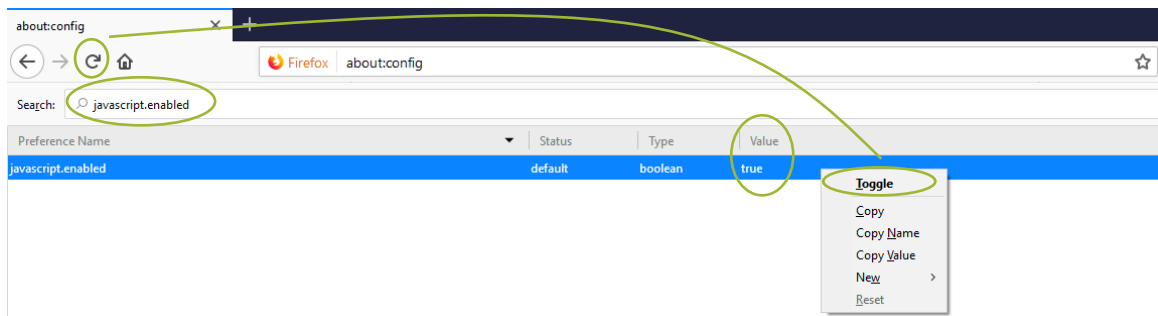 about:config
Firefox about:config
Search: javascript.enabled
Preference Name Status Type Value
javascript.enabled default boolean true
Toggle
Copy
Copy Name
Copy Value
New
Reset